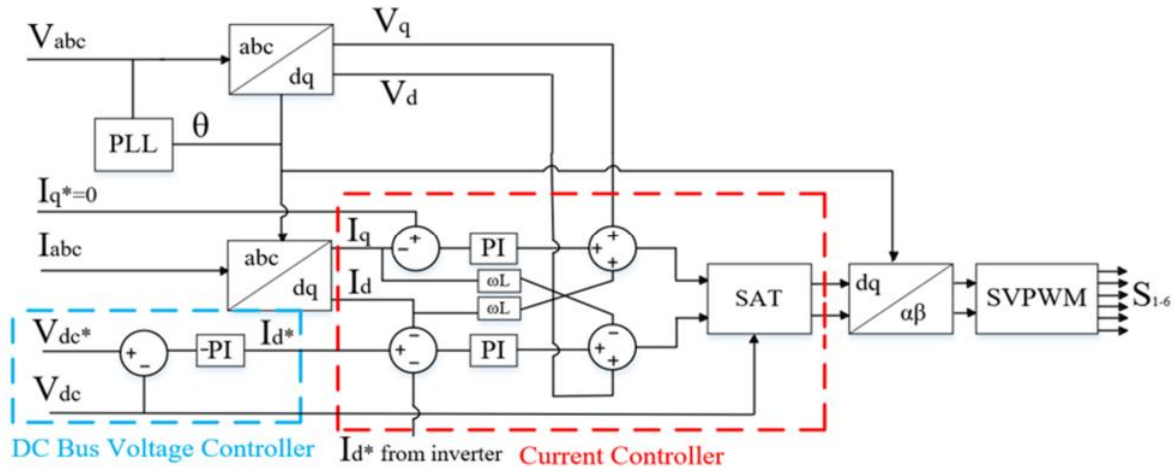 Vabc
abc
dq
Vq
Vd
PLL
θ
Iq*=0
Iabc
abc
dq
Iq
Id
- +
PI
+ + +
ωL
ωL
SAT
dq
αβ
SVPWM
S1-6
Vdc*
+ -
-PI
Id*
+ - -
PI
+ - +
Vdc
DC Bus Voltage Controller
Id* from inverter
Current Controller